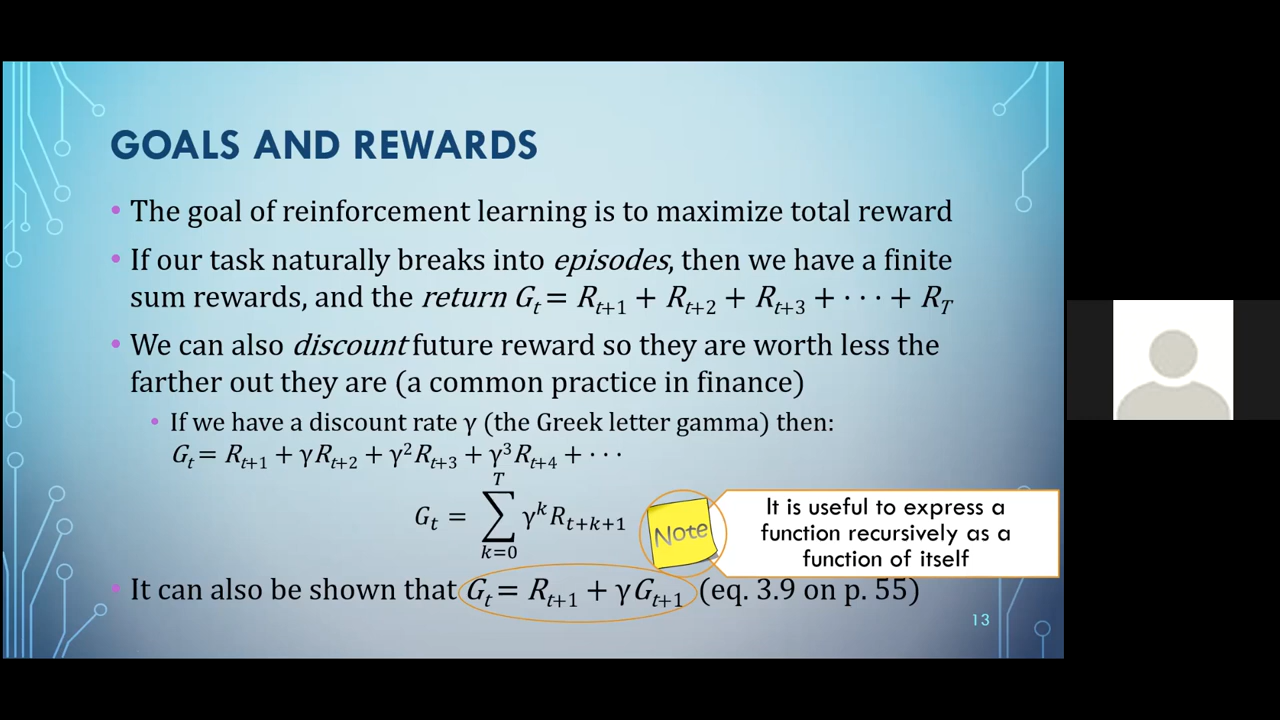 GOALS AND REWARDS
• The goal of reinforcement learning is to maximize total reward
• If our task naturally breaks into episodes, then we have a finite
sum rewards, and the return Gₜ = Rₜ₊₁ + Rₜ₊₂ + Rₜ₊₃ + · · · + R_T
• We can also discount future reward so they are worth less the
farther out they are (a common practice in finance)
• If we have a discount rate γ (the Greek letter gamma) then:
Gₜ = Rₜ₊₁ + γRₜ₊₂ + γ²Rₜ₊₃ + γ³Rₜ₊₄ + · · ·
G_t = ∑_{k=0}^{T} γ^k R_{t+k+1}
Note
It is useful to express a
function recursively as a
function of itself
• It can also be shown that Gₜ = Rₜ₊₁ + γGₜ₊₁ (eq. 3.9 on p. 55)
13